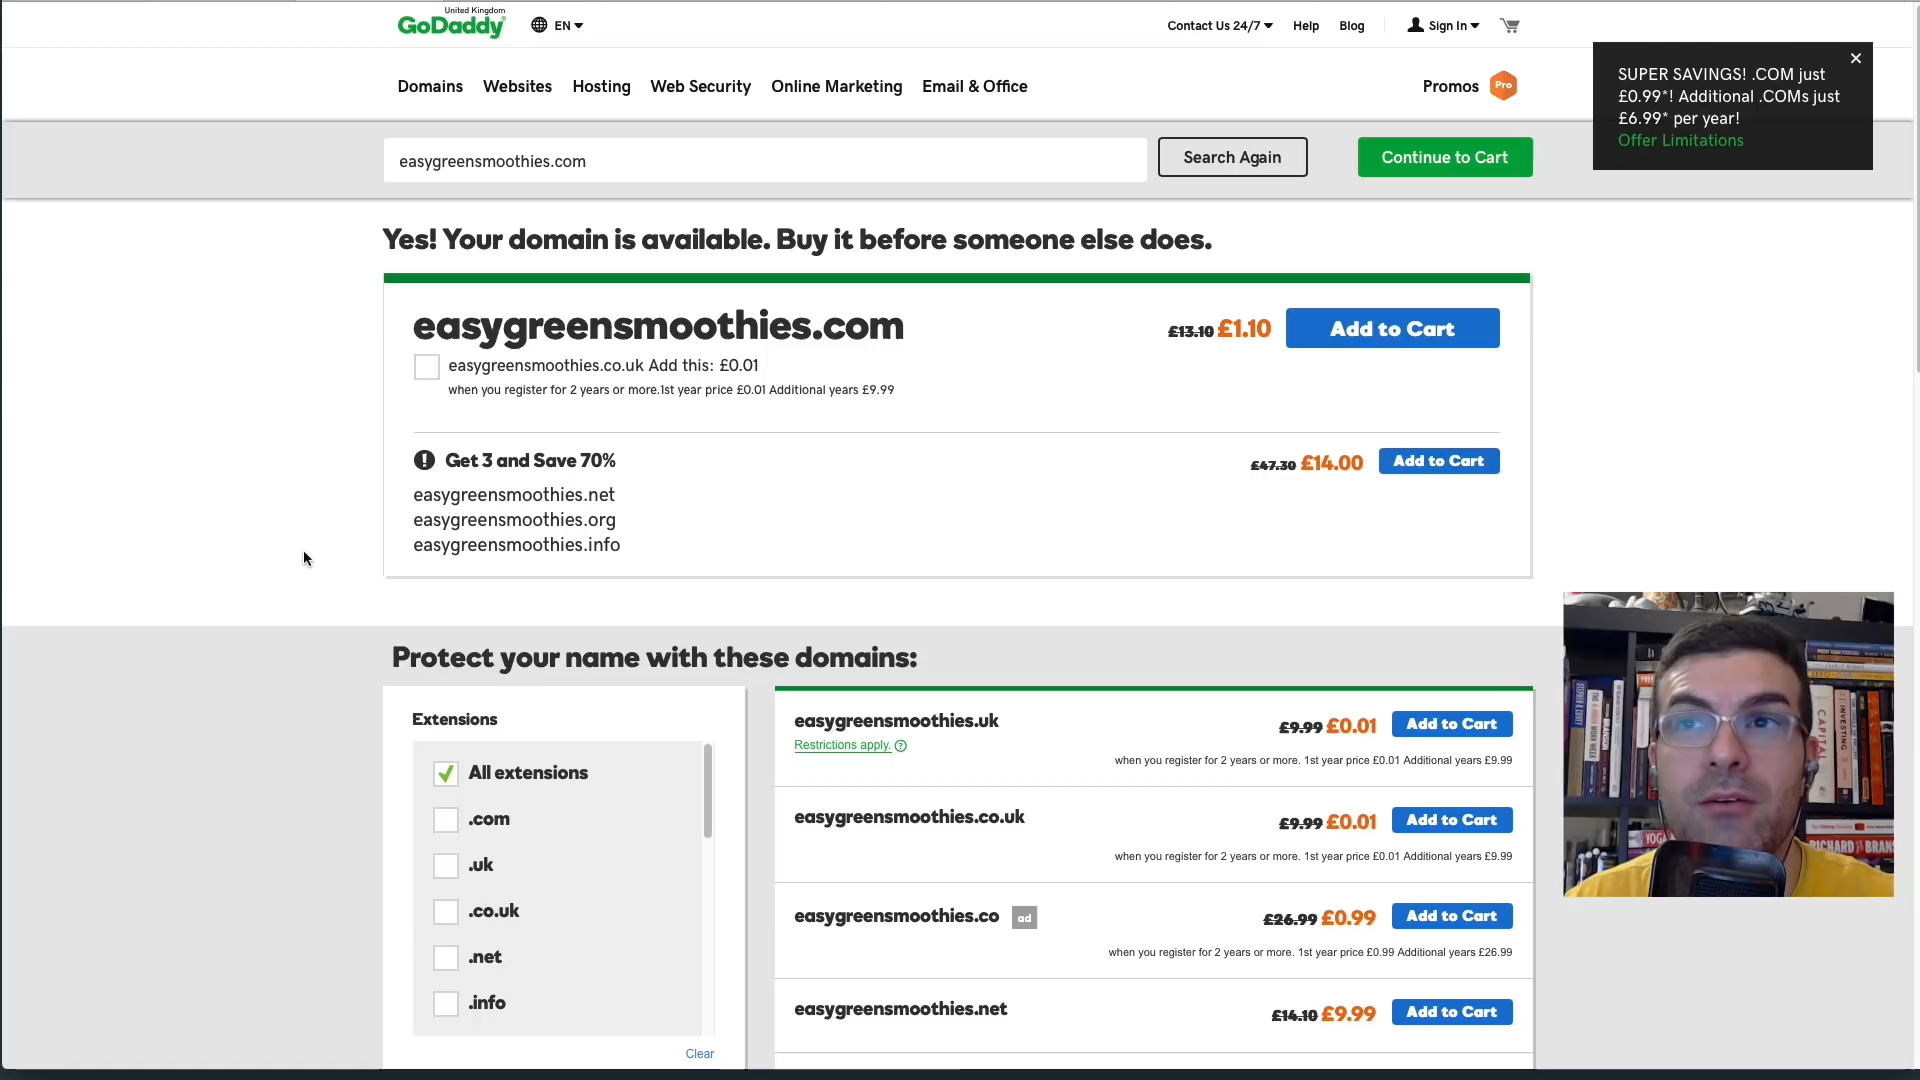 United Kingdom
GoDaddy
EN
Contact Us 24/7
Help
Blog
Sign In
Domains
Websites
Hosting
Web Security
Online Marketing
Email & Office
Promos
Pro
SUPER SAVINGS! .COM just
£0.99*! Additional .COMs just
£6.99* per year!
Offer Limitations
easygreensmoothies.com
Search Again
Continue to Cart
Yes! Your domain is available. Buy it before someone else does.
easygreensmoothies.com
£13.10 £1.10
Add to Cart
easygreensmoothies.co.uk Add this: £0.01
when you register for 2 years or more.1st year price £0.01 Additional years £9.99
Get 3 and Save 70%
£47.30 £14.00
Add to Cart
easygreensmoothies.net
easygreensmoothies.org
easygreensmoothies.info
Protect your name with these domains:
Extensions
All extensions
.com
.uk
.co.uk
.net
.info
Clear
easygreensmoothies.uk
£9.99 £0.01
Add to Cart
Restrictions apply.
when you register for 2 years or more. 1st year price £0.01 Additional years £9.99
easygreensmoothies.co.uk
£9.99 £0.01
Add to Cart
when you register for 2 years or more. 1st year price £0.01 Additional years £9.99
easygreensmoothies.co
ad
£26.99 £0.99
Add to Cart
when you register for 2 years or more. 1st year price £0.99 Additional years £26.99
easygreensmoothies.net
£14.10 £9.99
Add to Cart
CAPITAL
INVESTING
YOGA
RICHARD BRANS